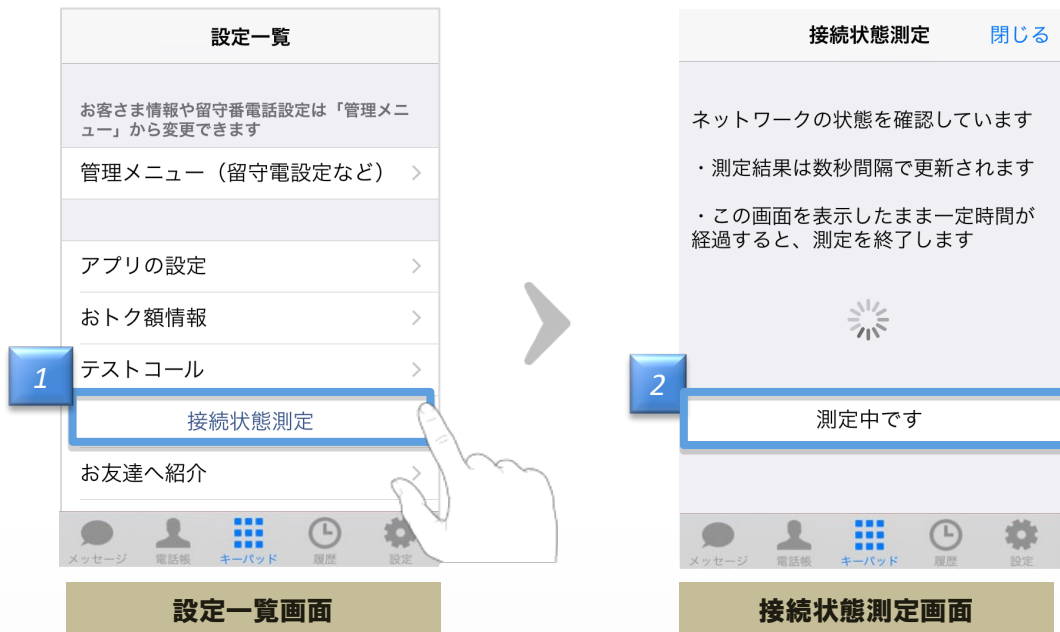 設定一覧
お客さま情報や留守番電話設定は「管理メニ
ュー」から変更できます
管理メニュー（留守電設定など）
アプリの設定
おトク額情報
テストコール
1
接続状態測定
お友達へ紹介
メッセージ
電話帳
キーパッド
履歴
設定
設定一覧画面
接続状態測定
閉じる
ネットワークの状態を確認しています
・測定結果は数秒間隔で更新されます
・この画面を表示したまま一定時間が
経過すると、測定を終了します
2
測定中です
メッセージ
電話帳
キーパッド
履歴
設定
接続状態測定画面